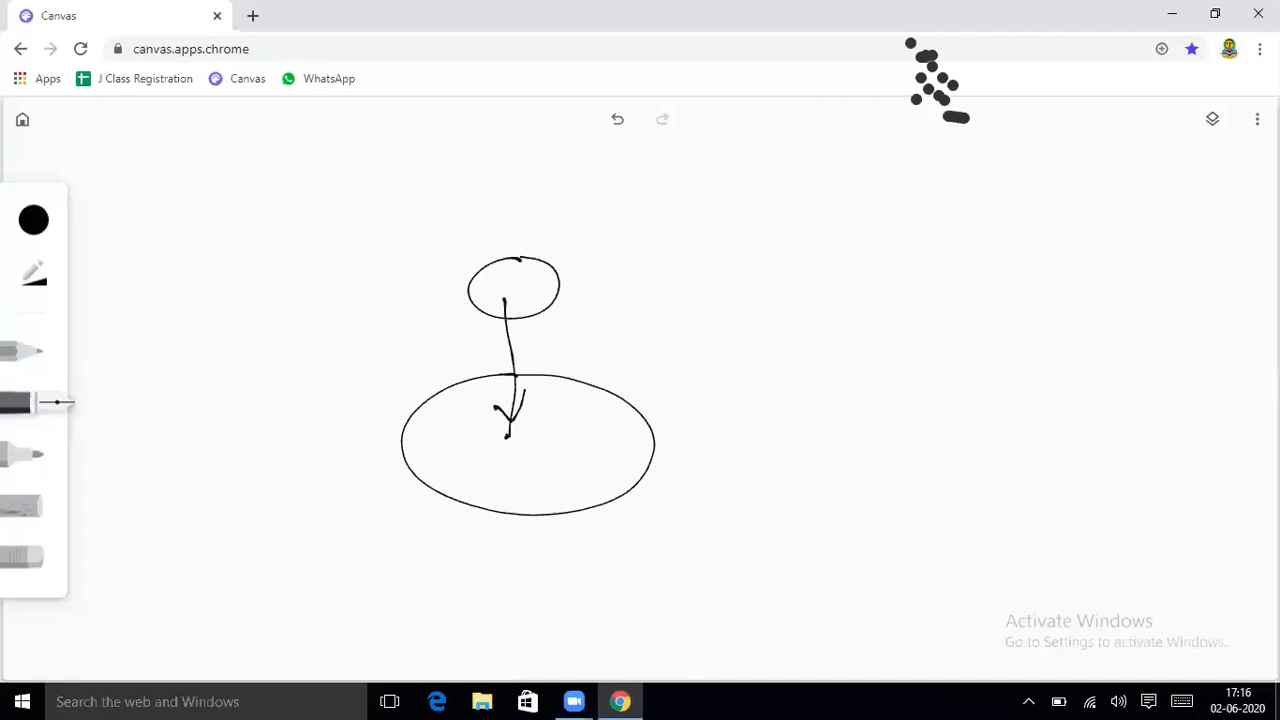 Canvas
canvas.apps.chrome
Apps J Class Registration Canvas WhatsApp
Activate Windows
Go to Settings to activate Windows.
Search the web and Windows
17:16
02-06-2020